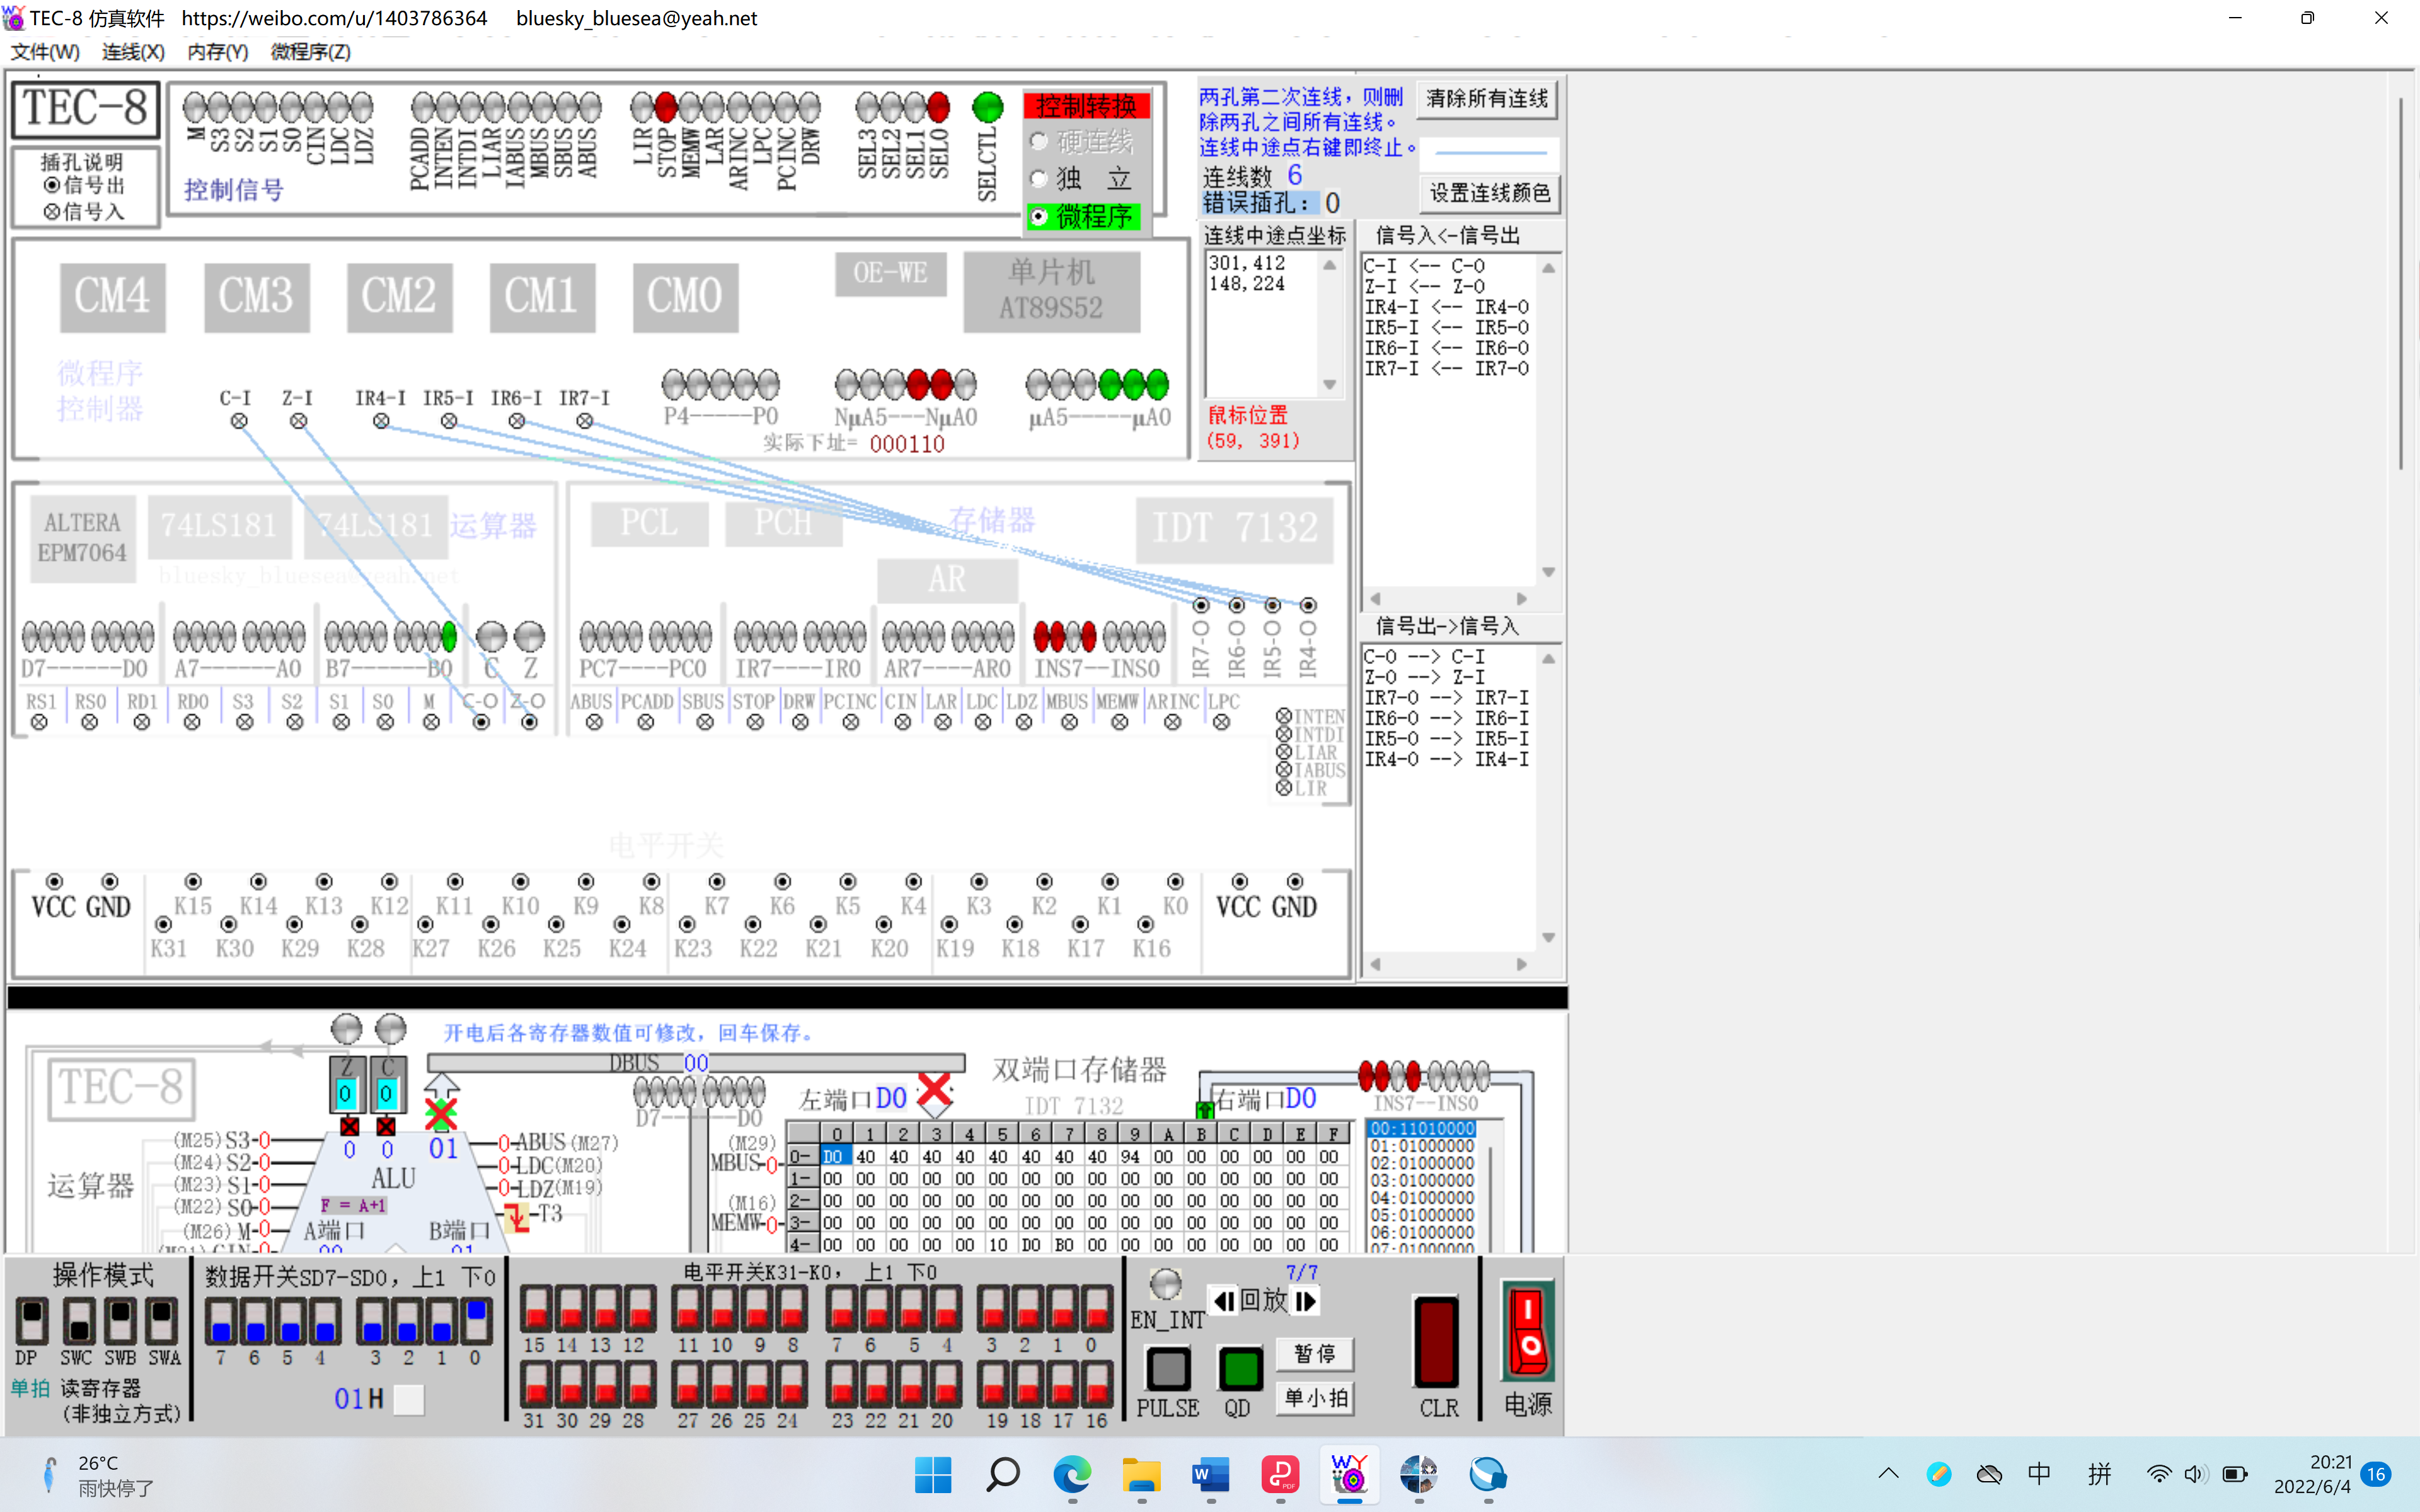 TEC-8 仿真软件 https://weibo.com/u/1403786364 bluesky_bluesea@yeah.net
文件(W) 连线(X) 内存(Y) 微程序(Z)
TEC-8
插孔说明
信号出
信号入
M S3 S2 S1 S0 CIN LDC LDZ
PCADD INTEN INTDI LIAR IABUS MBUS SBUS ABUS
LIR STOP MEMW LAR ARINC LPC PCINC DRW
SEL3 SEL2 SEL1 SEL0 SELCTL
控制信号
控制转换
硬连线
独 立
微程序
两孔第二次连线，则删
除两孔之间所有连线。
连线中途点右键即终止。
连线数 6
错误插孔： 0
清除所有连线
设置连线颜色
CM4 CM3 CM2 CM1 CM0
OE-WE
单片机
AT89S52
微程序
控制器
C-I Z-I IR4-I IR5-I IR6-I IR7-I
P4-----P0 NμA5---NμA0 μA5-----μA0
实际下址= 000110
连线中途点坐标
301,412
148,224
鼠标位置
(59, 391)
信号入<-信号出
C-I <-- C-O
Z-I <-- Z-O
IR4-I <-- IR4-O
IR5-I <-- IR5-O
IR6-I <-- IR6-O
IR7-I <-- IR7-O
信号出->信号入
C-O --> C-I
Z-O --> Z-I
IR7-O --> IR7-I
IR6-O --> IR6-I
IR5-O --> IR5-I
IR4-O --> IR4-I
ALTERA
EPM7064
74LS181 74LS181 运算器
bluesky_bluesea@yeah.net
PCL PCH 存储器 IDT 7132
AR
D7------D0 A7------A0 B7------B0 C Z
PC7----PC0 IR7----IR0 AR7----AR0 INS7--INS0
IR7-O IR6-O IR5-O IR4-O
RS1 RS0 RD1 RD0 S3 S2 S1 S0 M C-O Z-O
ABUS PCADD SBUS STOP DRW PCINC CIN LAR LDC LDZ MBUS MEMW ARINC LPC
INTEN
INTDI
LIAR
IABUS
LIR
电平开关
VCC GND K15 K14 K13 K12 K11 K10 K9 K8 K7 K6 K5 K4 K3 K2 K1 K0 VCC GND
K31 K30 K29 K28 K27 K26 K25 K24 K23 K22 K21 K20 K19 K18 K17 K16
TEC-8
开电后各寄存器数值可修改，回车保存。
Z C
0 0
DBUS 00
D7------D0
左端口D0
双端口存储器
IDT 7132
右端口D0
INS7--INS0
运算器
(M25) S3-0
(M24) S2-0
(M23) S1-0
(M22) S0-0
(M26) M-0
0 0 01
ALU
F = A+1
A端口 B端口
0-ABUS(M27)
0-LDC(M20)
0-LDZ(M19)
T3
(M29)
MBUS-0
(M16)
MEMW-0
0 1 2 3 4 5 6 7 8 9 A B C D E F
0- D0 40 40 40 40 40 40 40 40 94 00 00 00 00 00 00
1- 00 00 00 00 00 00 00 00 00 00 00 00 00 00 00 00
2- 00 00 00 00 00 00 00 00 00 00 00 00 00 00 00 00
3- 00 00 00 00 00 00 00 00 00 00 00 00 00 00 00 00
4- 00 00 00 00 00 10 D0 B0 00 00 00 00 00 00 00 00
00:11010000
01:01000000
02:01000000
03:01000000
04:01000000
05:01000000
06:01000000
07:01000000
操作模式
DP SWC SWB SWA
单拍 读寄存器
(非独立方式)
数据开关SD7-SD0，上1 下0
7 6 5 4 3 2 1 0
01H
电平开关K31-K0， 上1 下0
15 14 13 12 11 10 9 8 7 6 5 4 3 2 1 0
31 30 29 28 27 26 25 24 23 22 21 20 19 18 17 16
7/7
回放
EN_INT
暂停
单小拍
PULSE QD
CLR
电源
26°C
雨快停了
中 拼
20:21
2022/6/4
16